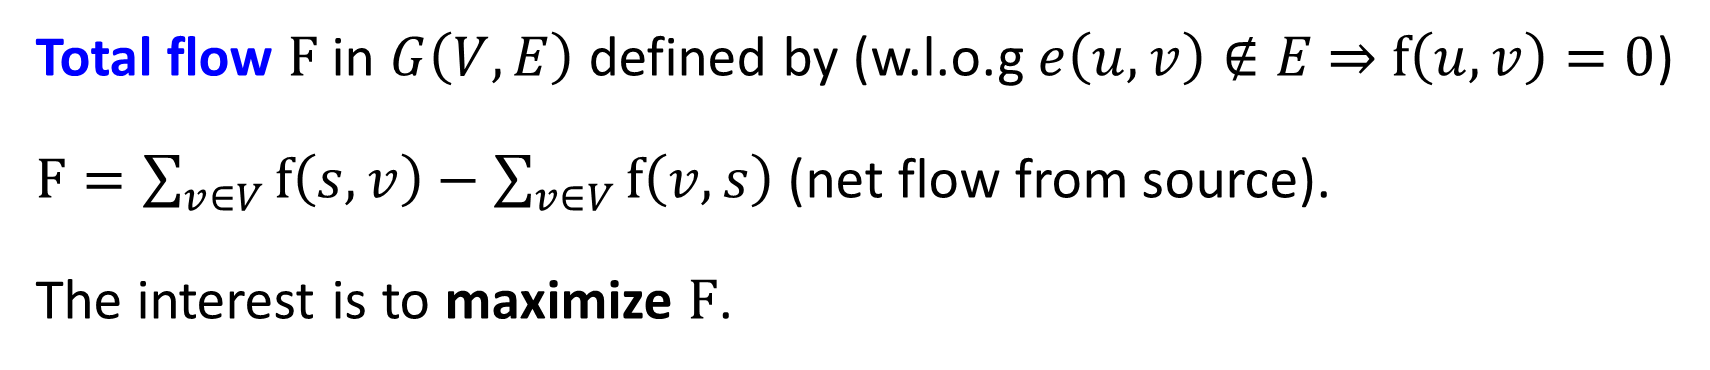 Total flow F in G(V, E) defined by (w.l.o.g e(u, v) ∉ E ⇒ f(u, v) = 0)
F = ∑_{v∈V} f(s, v) − ∑_{v∈V} f(v, s) (net flow from source).
The interest is to maximize F.